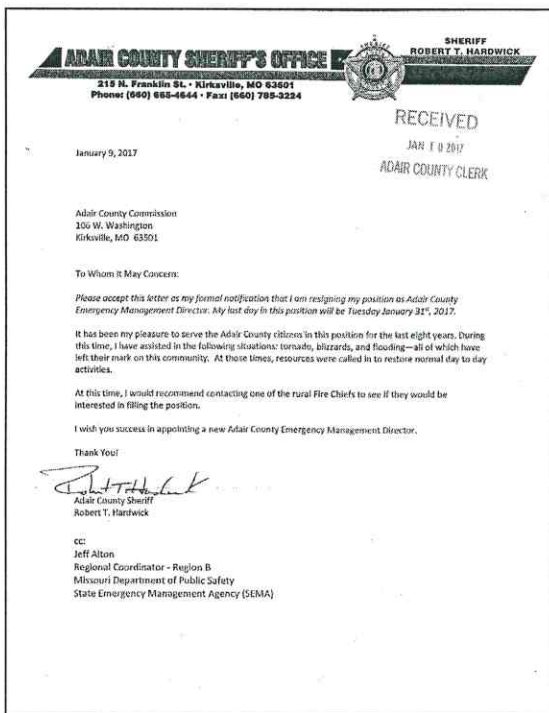 ADAIR COUNTY SHERIFF'S OFFICE
SHERIFF
ROBERT T. HARDWICK
215 N. Franklin St. • Kirksville, MO 63501
Phone: (660) 665-4644 • Fax: (660) 785-3224
RECEIVED
JAN 10 2017
ADAIR COUNTY CLERK
January 9, 2017
Adair County Commission
106 W. Washington
Kirksville, MO 63501
To Whom It May Concern:
Please accept this letter as my formal notification that I am resigning my position as Adair County
Emergency Management Director. My last day in this position will be Tuesday January 31st, 2017.
It has been my pleasure to serve the Adair County citizens in this position for the last eight years. During
this time, I have assisted in the following situations: tornado, blizzards, and flooding—all of which have
left their mark on this community. At those times, resources were called in to restore normal day to day
activities.
At this time, I would recommend contacting one of the rural Fire Chiefs to see if they would be
interested in filling the position.
I wish you success in appointing a new Adair County Emergency Management Director.
Thank You!
Robert T. Hardwick
Adair County Sheriff
Robert T. Hardwick
cc:
Jeff Alton
Regional Coordinator - Region B
Missouri Department of Public Safety
State Emergency Management Agency (SEMA)